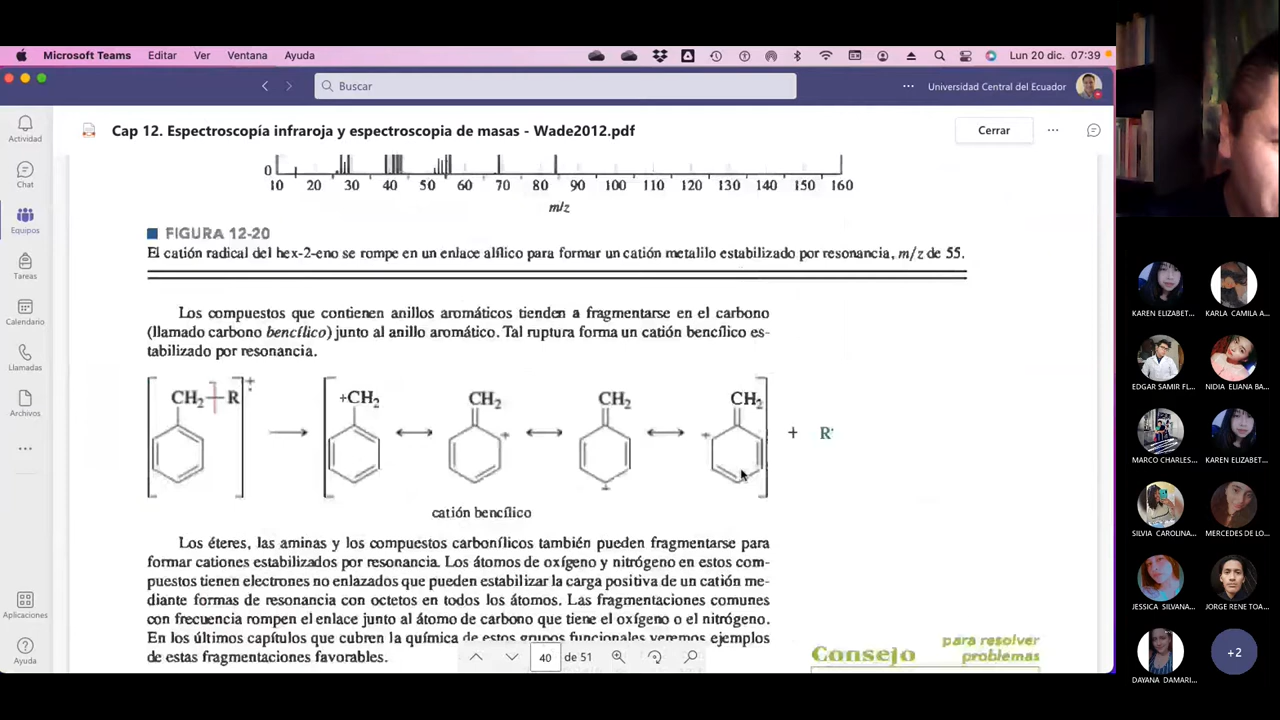 Microsoft Teams Editar Ver Ventana Ayuda Lun 20 dic. 07:39
Buscar
Universidad Central del Ecuador
Actividad
Chat
Equipos
Tareas
Calendario
Llamadas
Archivos
Aplicaciones
Ayuda
Cap 12. Espectroscopía infraroja y espectroscopia de masas - Wade2012.pdf
Cerrar
0
10 20 30 40 50 60 70 80 90 100 110 120 130 140 150 160
m/z
FIGURA 12-20
El catión radical del hex-2-eno se rompe en un enlace alílico para formar un catión metalilo estabilizado por resonancia, m/z de 55.
Los compuestos que contienen anillos aromáticos tienden a fragmentarse en el carbono
(llamado carbono bencílico) junto al anillo aromático. Tal ruptura forma un catión bencílico es-
tabilizado por resonancia.
CH₂ R +CH₂ CH₂ CH₂ CH₂
+ + + + R·
catión bencílico
Los éteres, las aminas y los compuestos carbonílicos también pueden fragmentarse para
formar cationes estabilizados por resonancia. Los átomos de oxígeno y nitrógeno en estos com-
puestos tienen electrones no enlazados que pueden estabilizar la carga positiva de un catión me-
diante formas de resonancia con octetos en todos los átomos. Las fragmentaciones comunes
con frecuencia rompen el enlace junto al átomo de carbono que tiene el oxígeno o el nitrógeno.
En los últimos capítulos que cubren la química de estos grupos funcionales veremos ejemplos
de estas fragmentaciones favorables.
40 de 51
Consejo para resolver
problemas
KAREN ELIZABET... KARLA CAMILA A...
EDGAR SAMIR FL... NIDIA ELIANA BA...
MARCO CHARLES... KAREN ELIZABET...
SILVIA CAROLINA... MERCEDES DE LO...
JESSICA SILVANA... JORGE RENE TOA...
+2
DAYANA DAMARI...